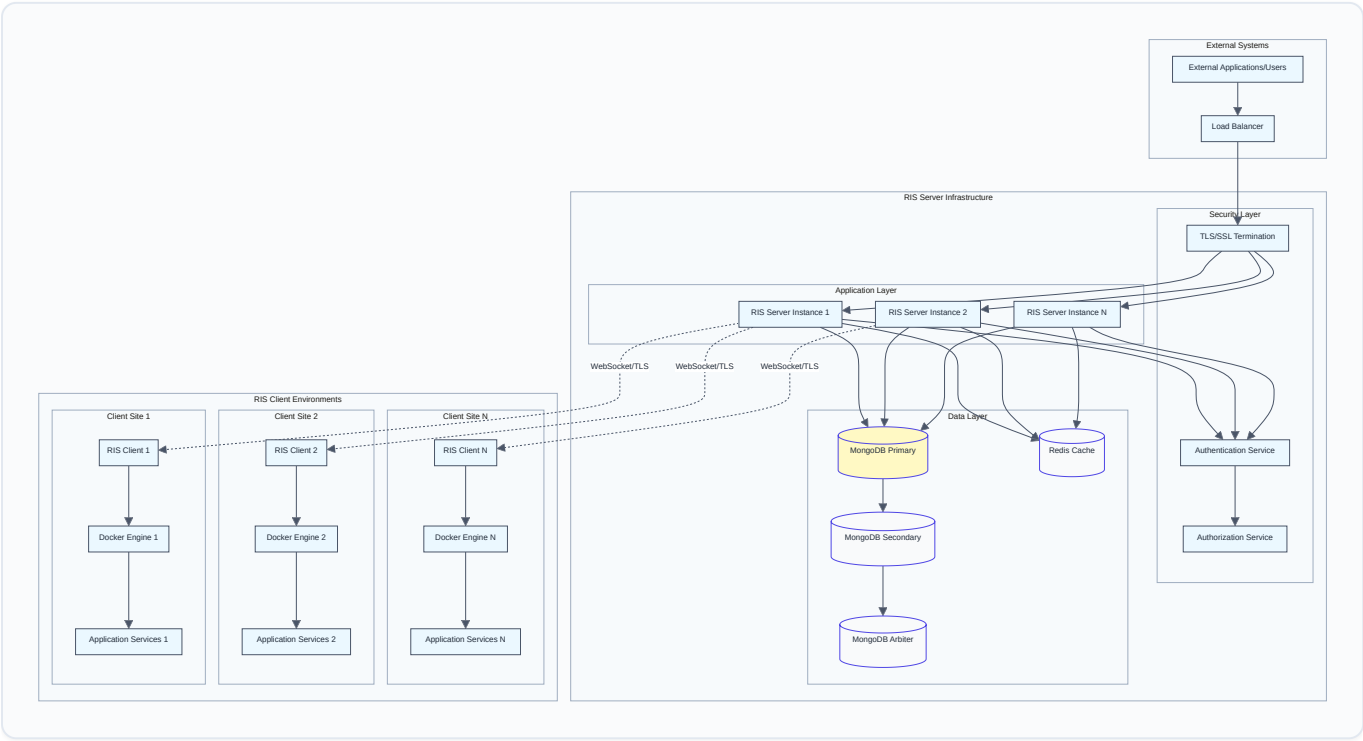 External Systems
External Applications/Users
Load Balancer
RIS Server Infrastructure
Security Layer
TLS/SSL Termination
Application Layer
RIS Server Instance 1
RIS Server Instance 2
RIS Server Instance N
WebSocket/TLS
WebSocket/TLS
WebSocket/TLS
RIS Client Environments
Client Site 1
Client Site 2
Client Site N
RIS Client 1
RIS Client 2
RIS Client N
Docker Engine 1
Docker Engine 2
Docker Engine N
Application Services 1
Application Services 2
Application Services N
Data Layer
MongoDB Primary
Redis Cache
MongoDB Secondary
MongoDB Arbiter
Authentication Service
Authorization Service